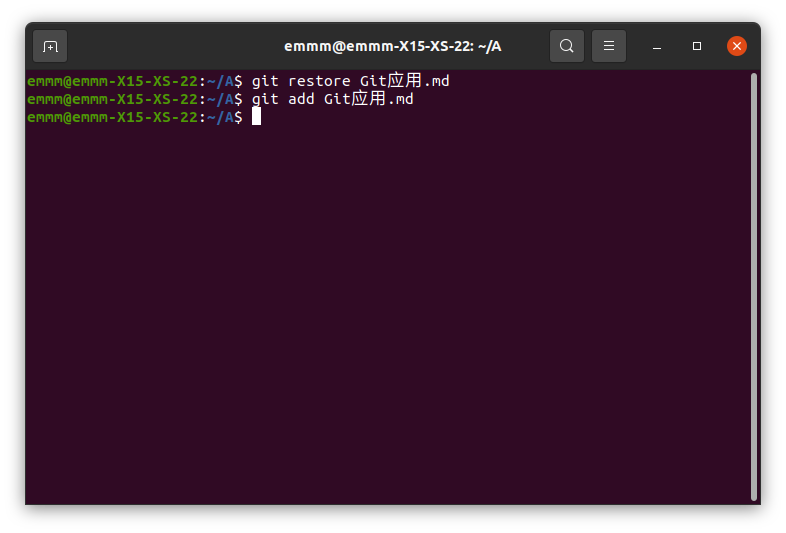 emmm@emmm-X15-XS-22: ~/A
emmm@emmm-X15-XS-22:~/A$ git restore Git应用.md
emmm@emmm-X15-XS-22:~/A$ git add Git应用.md
emmm@emmm-X15-XS-22:~/A$